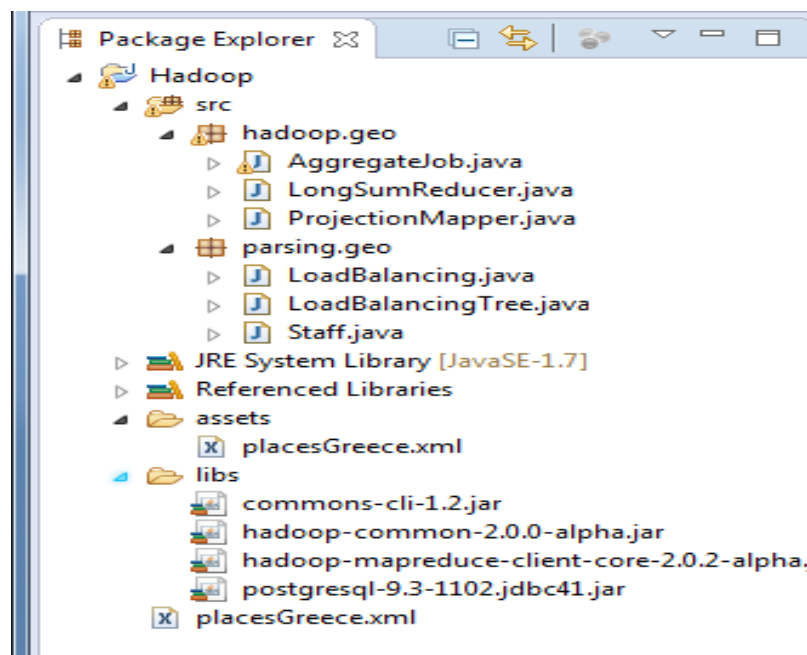 Package Explorer
Hadoop
src
hadoop.geo
AggregateJob.java
LongSumReducer.java
ProjectionMapper.java
parsing.geo
LoadBalancing.java
LoadBalancingTree.java
Staff.java
JRE System Library [JavaSE-1.7]
Referenced Libraries
assets
placesGreece.xml
libs
commons-cli-1.2.jar
hadoop-common-2.0.0-alpha.jar
hadoop-mapreduce-client-core-2.0.2-alpha.
postgresql-9.3-1102.jdbc41.jar
placesGreece.xml